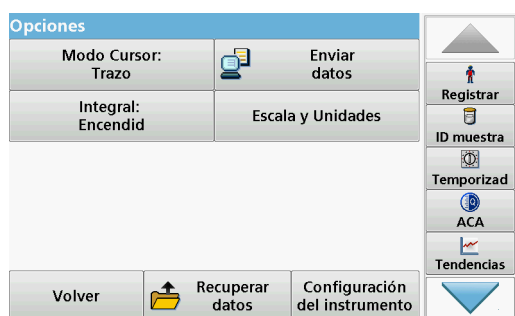 Opciones
Modo Cursor:
Trazo
Enviar
datos
Integral:
Encendid
Escala y Unidades
Volver
Recuperar
datos
Configuración
del instrumento
Registrar
ID muestra
Temporizad
ACA
Tendencias